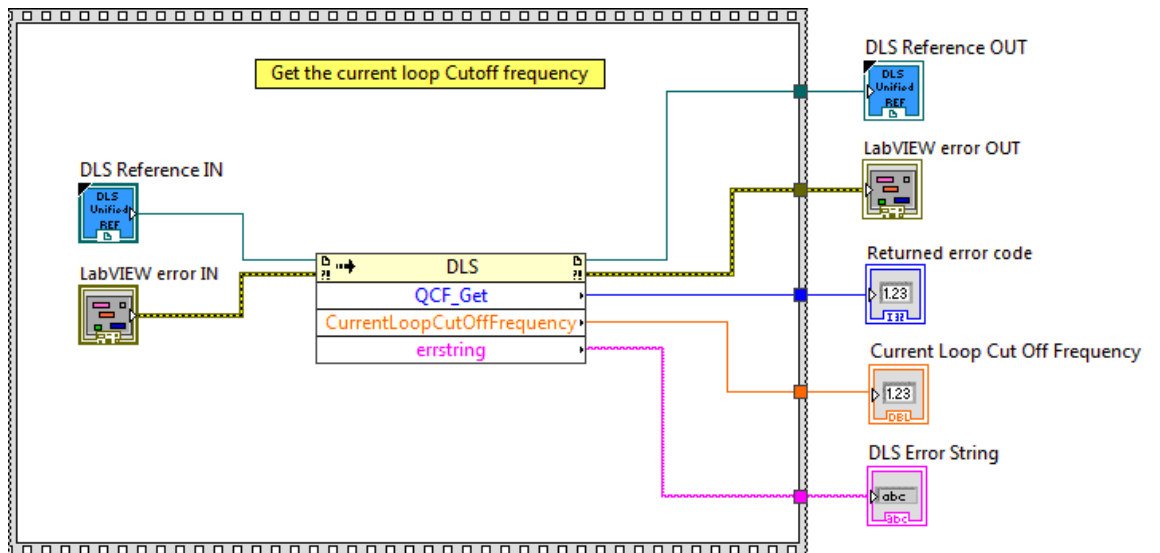 DLS Reference OUT
DLS
Unified
REF
Get the current loop Cutoff frequency
LabVIEW error OUT
DLS Reference IN
DLS
Unified
REF
Returned error code
1.23
I32
LabVIEW error IN
DLS
QCF_Get
CurrentLoopCutOffFrequency
errstring
Current Loop Cut Off Frequency
1.23
DBL
DLS Error String
abc
abc